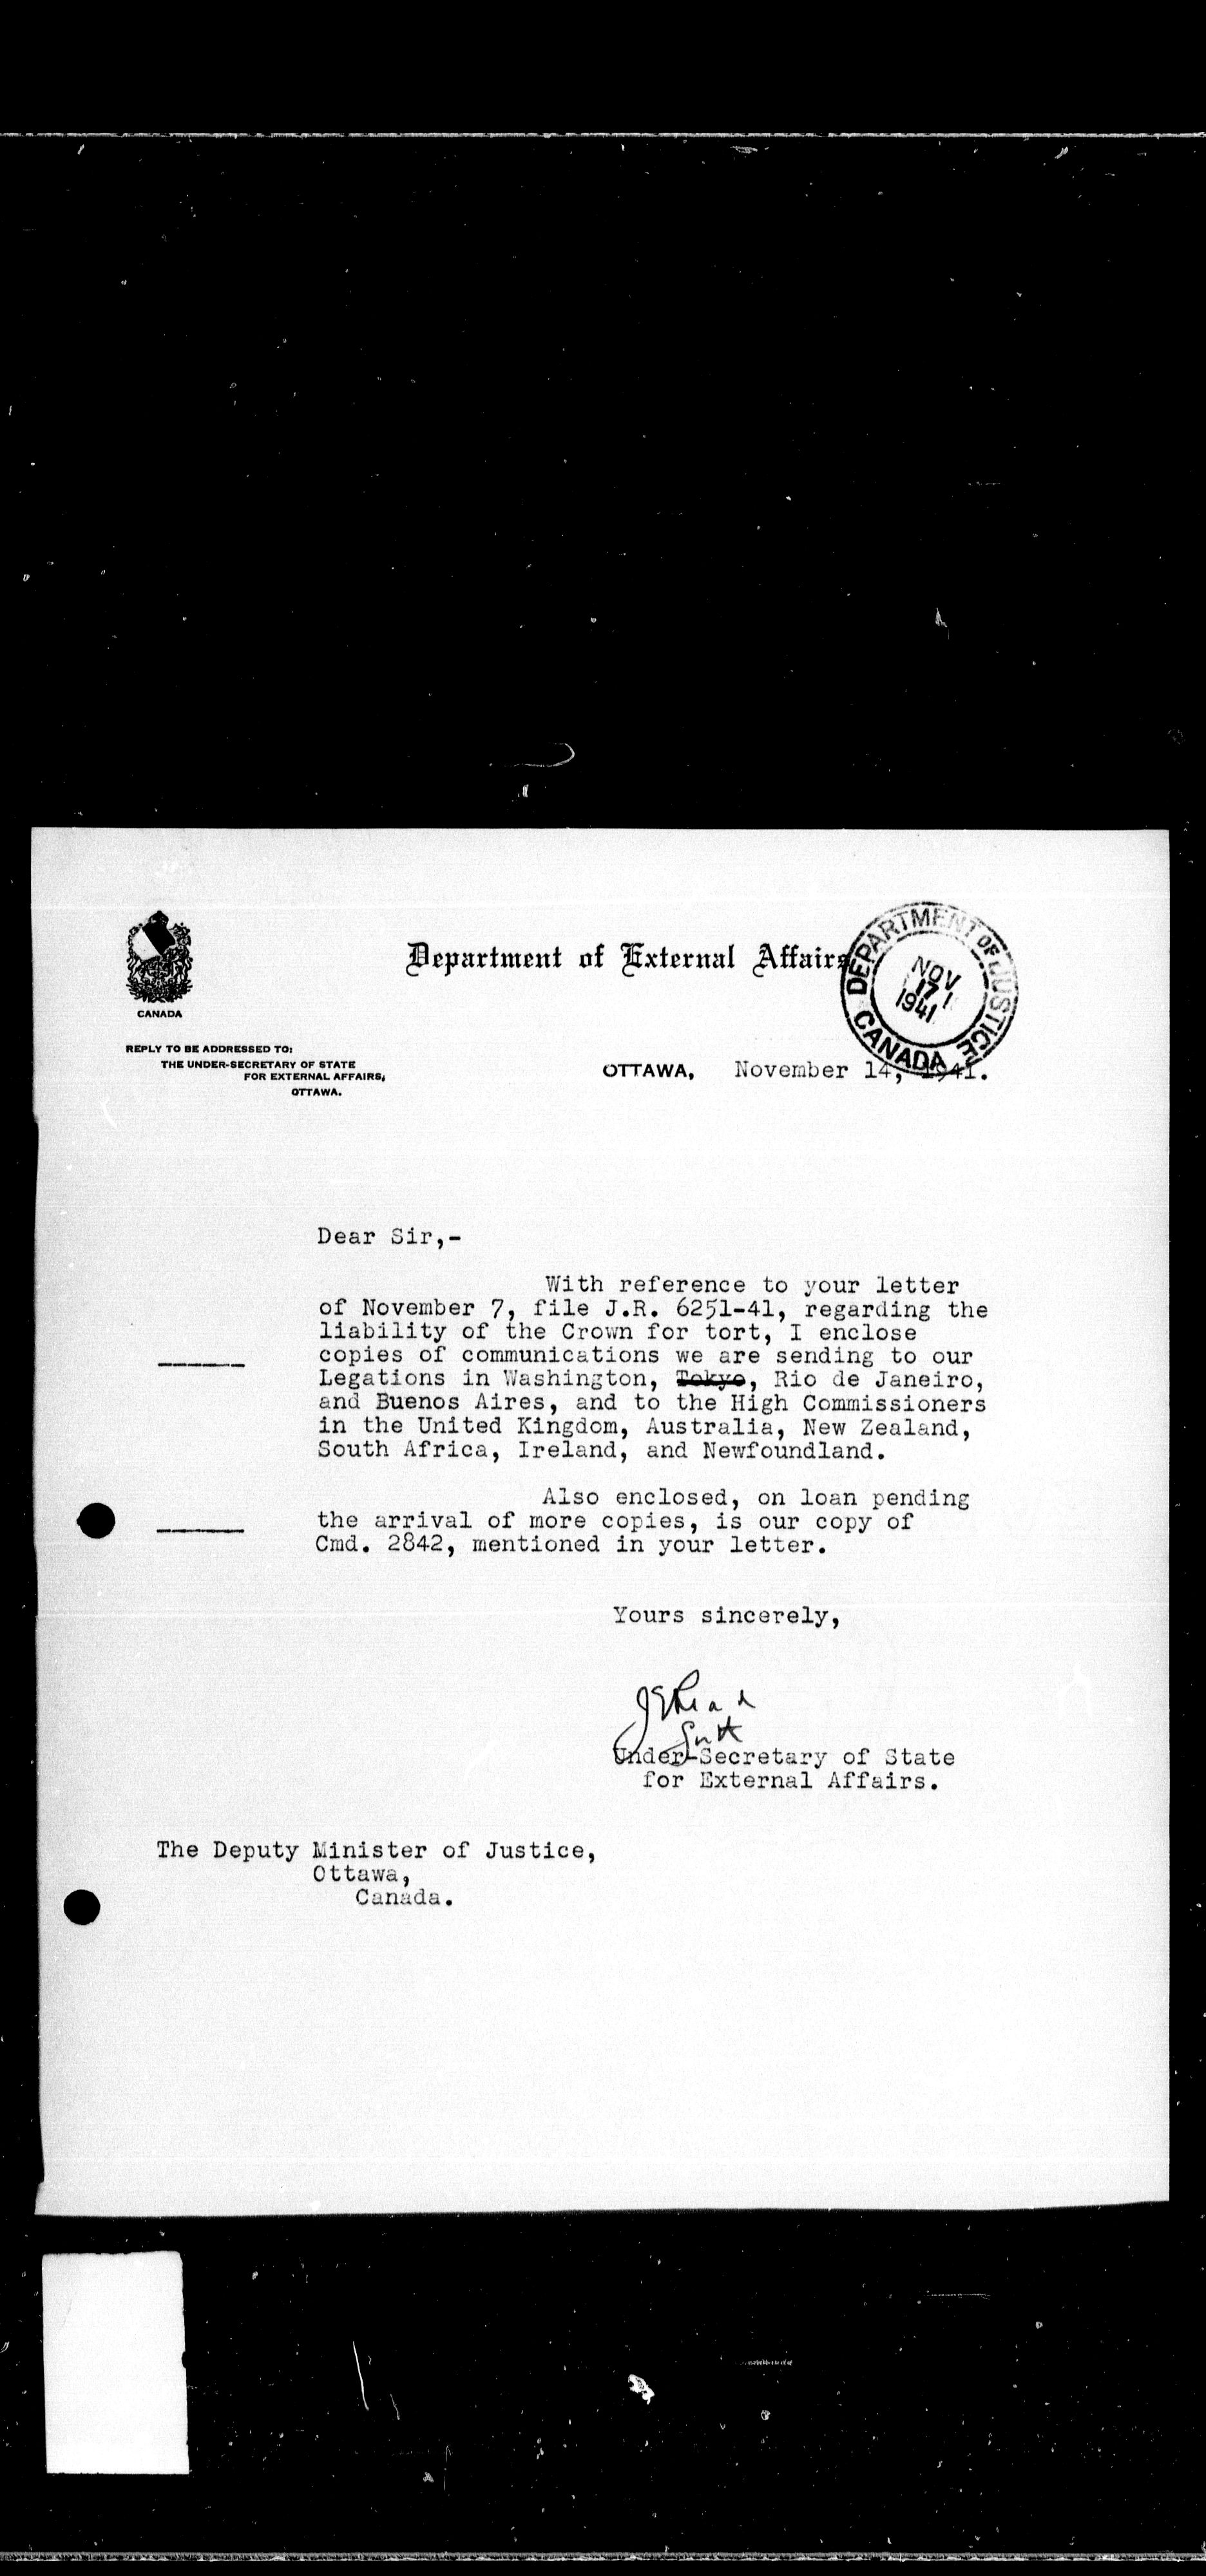 Department of External Affairs
DEPARTMENT OF JUSTICE
NOV
17
1941
CANADA
CANADA
REPLY TO BE ADDRESSED TO:
THE UNDER-SECRETARY OF STATE
FOR EXTERNAL AFFAIRS,
OTTAWA.
OTTAWA, November 14, 1941.
Dear Sir,-
With reference to your letter
of November 7, file J.R. 6251-41, regarding the
liability of the Crown for tort, I enclose
copies of communications we are sending to our
Legations in Washington, Tokyo, Rio de Janeiro,
and Buenos Aires, and to the High Commissioners
in the United Kingdom, Australia, New Zealand,
South Africa, Ireland, and Newfoundland.
Also enclosed, on loan pending
the arrival of more copies, is our copy of
Cmd. 2842, mentioned in your letter.
Yours sincerely,
JERead
Under-Secretary of State
for External Affairs.
The Deputy Minister of Justice,
Ottawa,
Canada.